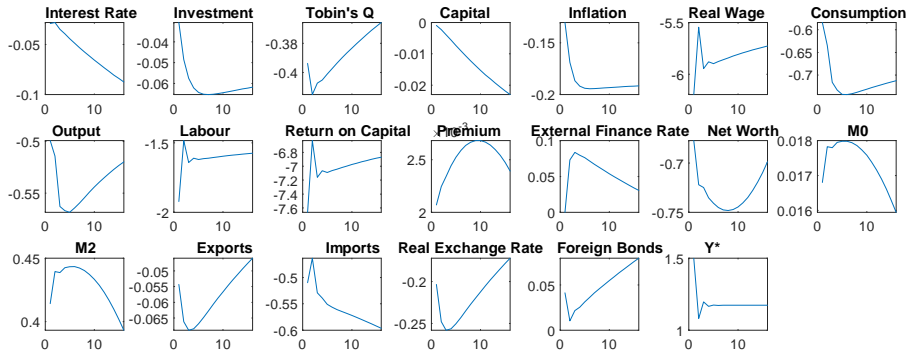 Interest Rate Investment Tobin's Q Capital Inflation Real Wage Consumption
-0.05 -0.1 0 10
-0.04 -0.05 -0.06 0 10
-0.38 -0.4 0 10
0 -0.01 -0.02 0 10
-0.15 -0.2 0 10
-5.5 -6 0 10
-0.6 -0.7 0 10
Output Labour Return on Capital Premium External Finance Rate Net Worth M0
-0.5 -0.55 0 10
-1.5 -2 0 10
-6.8 -7 -7.2 -7.4 -7.6 0 10
2.5 2 0 10
0.1 0.05 0 0 10
-0.7 -0.75 0 10
0.018 0.017 0.016 0 10
M2 Exports Imports Real Exchange Rate Foreign Bonds Y*
0.45 0.4 0 10
-0.055 -0.06 -0.065 0 10
-0.5 -0.55 -0.6 0 10
-0.2 -0.25 0 10
0.05 0 0 10
1.5 1 0 10